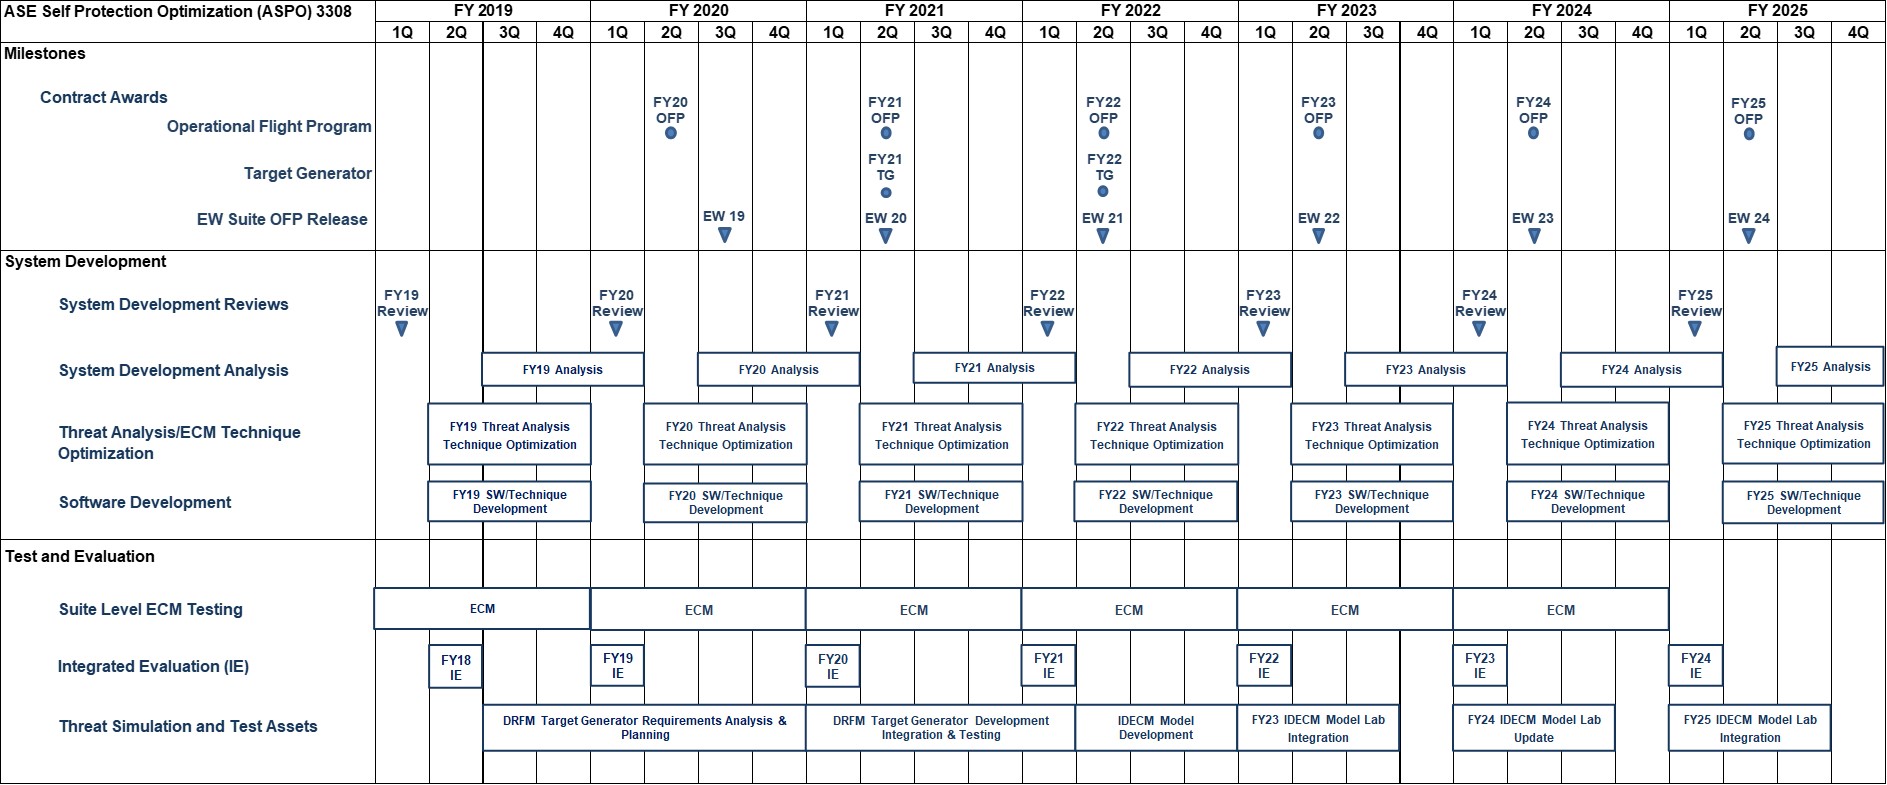 ASE Self Protection Optimization (ASPO) 3308 FY 2019 FY 2020 FY 2021 FY 2022 FY 2023 FY 2024 FY 2025
1Q 2Q 3Q 4Q 1Q 2Q 3Q 4Q 1Q 2Q 3Q 4Q 1Q 2Q 3Q 4Q 1Q 2Q 3Q 4Q 1Q 2Q 3Q 4Q 1Q 2Q 3Q 4Q
Milestones
Contract Awards
FY20 FY21 FY22 FY23 FY24 FY25
OFP OFP OFP OFP OFP OFP
Operational Flight Program
FY21 FY22
Target Generator TG TG
EW Suite OFP Release EW 19 EW 20 EW 21 EW 22 EW 23 EW 24
System Development
FY19 FY20 FY21 FY22 FY23 FY24 FY25
System Development Reviews
Review Review Review Review Review Review Review
System Development Analysis FY19 Analysis FY20 Analysis FY21 Analysis FY22 Analysis FY23 Analysis FY24 Analysis FY25 Analysis
FY19 Threat Analysis FY20 Threat Analysis FY21 Threat Analysis FY22 Threat Analysis FY23 Threat Analysis FY24 Threat Analysis FY25 Threat Analysis
Threat Analysis/ECM Technique
Technique Optimization Technique Optimization Technique Optimization Technique Optimization Technique Optimization Technique Optimization Technique Optimization
Optimization
FY19 SW/Technique FY20 SW/Technique FY21 SW/Technique FY22 SW/Technique FY23 SW/Technique FY24 SW/Technique FY25 SW/Technique
Software Development
Development Development Development Development Development Development Development
Test and Evaluation
Suite Level ECM Testing ECM ECM ECM ECM ECM ECM
FY18 FY19 FY20 FY21 FY22 FY23 FY24
Integrated Evaluation (IE)
IE IE IE IE IE IE IE
DRFM Target Generator Requirements Analysis & DRFM Target Generator Development IDECM Model FY23 IDECM Model Lab FY24 IDECM Model Lab FY25 IDECM Model Lab
Threat Simulation and Test Assets
Planning Integration & Testing Development Integration Update Integration